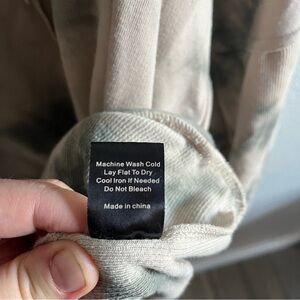 Machine Wash Cold
Lay Flat To Dry
Cool Iron If Needed
Do Not Bleach
Made in china